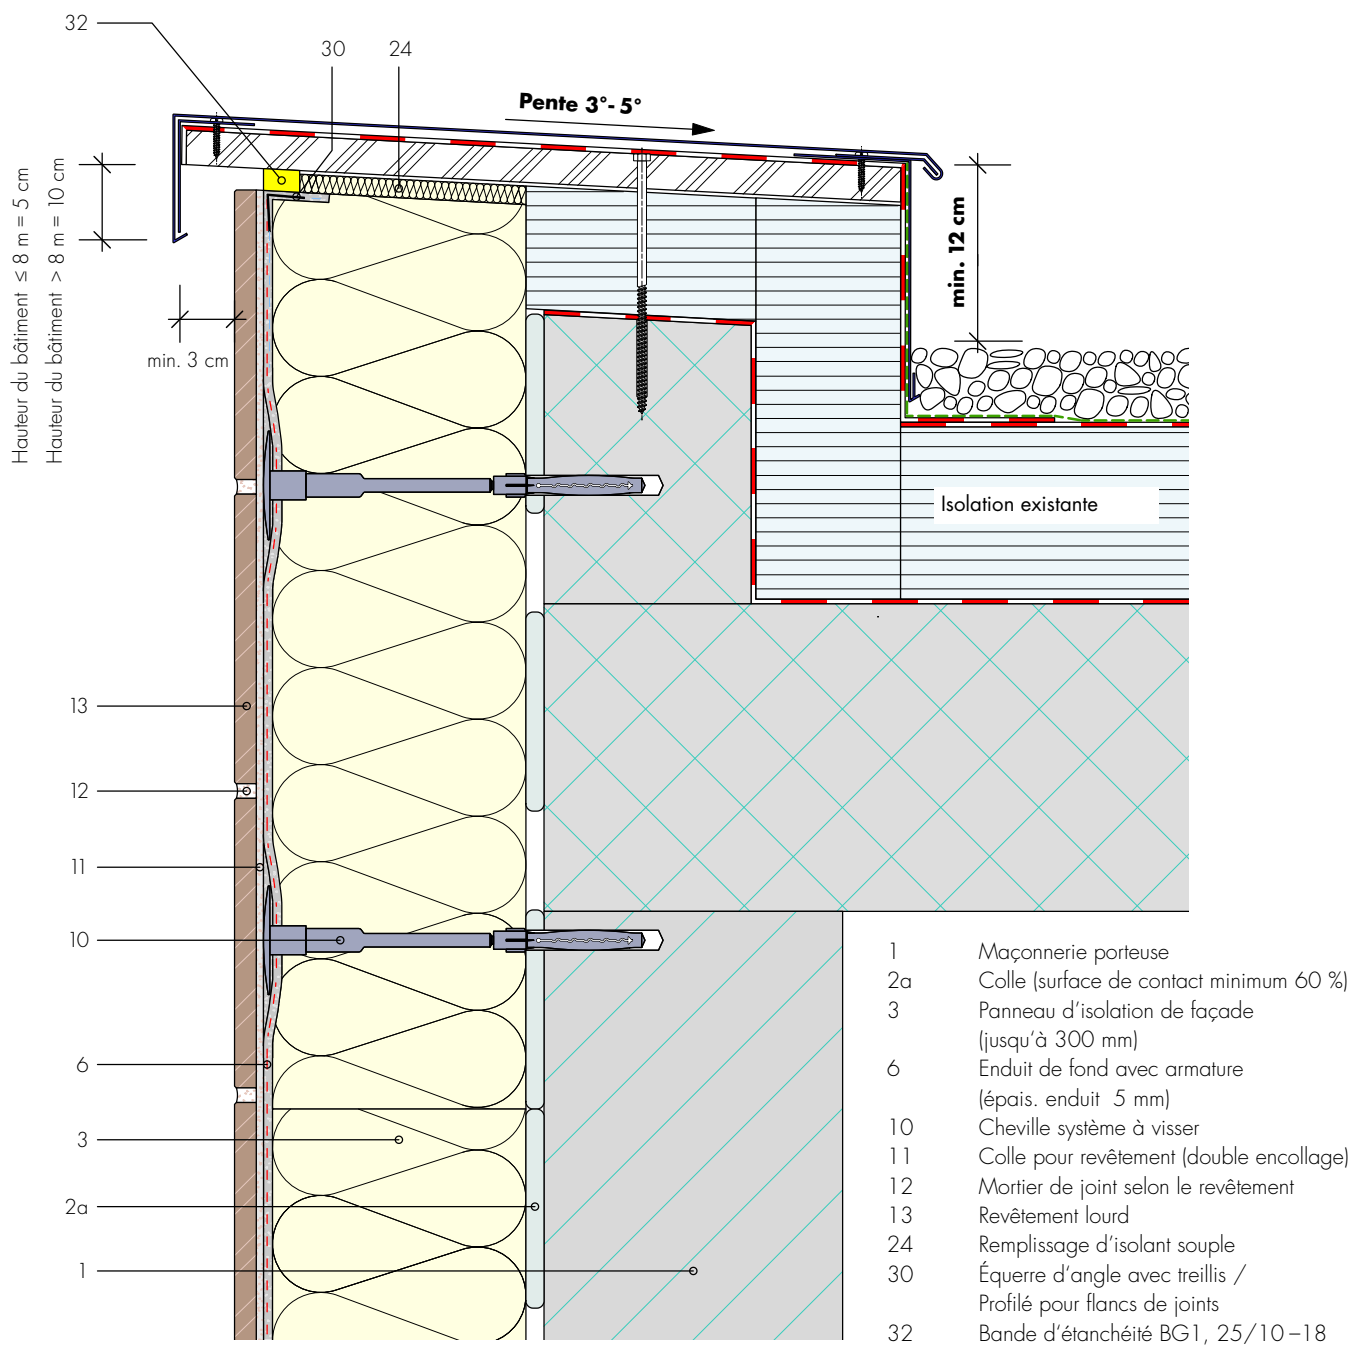 32
30
24
Pente 3°- 5°
Hauteur du bâtiment ≤ 8 m = 5 cm
Hauteur du bâtiment > 8 m = 10 cm
min. 12 cm
min. 3 cm
Isolation existante
13
12
11
10
6
3
2a
1
1 Maçonnerie porteuse
2a Colle (surface de contact minimum 60 %)
3 Panneau d'isolation de façade
(jusqu'à 300 mm)
6 Enduit de fond avec armature
(épais. enduit 5 mm)
10 Cheville système à visser
11 Colle pour revêtement (double encollage)
12 Mortier de joint selon le revêtement
13 Revêtement lourd
24 Remplissage d'isolant souple
30 Équerre d'angle avec treillis /
Profilé pour flancs de joints
32 Bande d'étanchéité BG1, 25/10–18